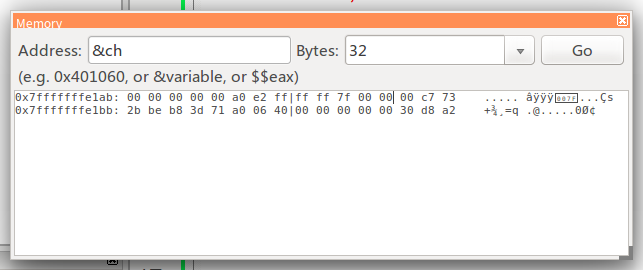 Memory
Address: &ch Bytes: 32 Go
(e.g. 0x401060, or &variable, or $$eax)
0x7fffffffe1ab: 00 00 00 00 00 a0 e2 ff|ff ff 7f 00 00 00 c7 73 ..... âÿÿÿ...Çs
0x7fffffffe1bb: 2b be b8 3d 71 a0 06 40|00 00 00 00 00 30 d8 a2 +¾¸=q .@.....0Ø¢